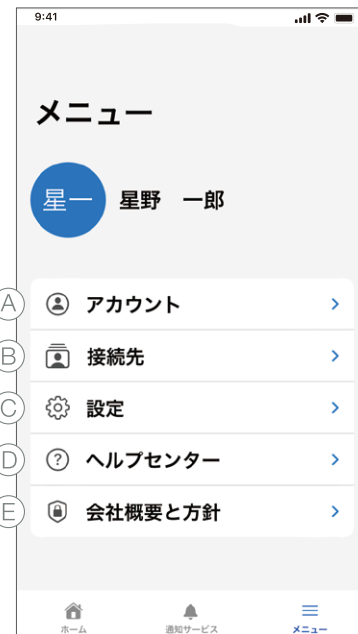 9:41
メニュー
星一 星野 一郎
A アカウント
B 接続先
C 設定
D ヘルプセンター
E 会社概要と方針
ホーム 通知サービス メニュー